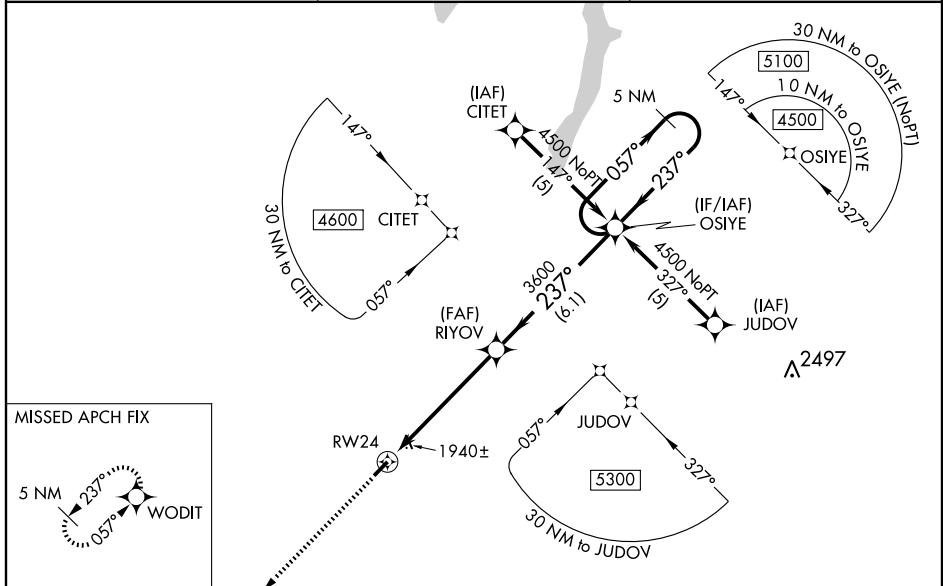 30 NM to OSIYE (NoPT)
5100
10 NM to OSIYE
4500
147°
OSIYE
327°
(IAF)
CITET
5 NM
4500 NoPT
147°
(5)
057°
237°
(IF/IAF)
OSIYE
147°
4600
CITET
30 NM to CITET
057°
3600
237°
(6.1)
4500 NoPT
327°
(5)
(IAF)
JUDOV
(FAF)
RIYOV
2497
MISSED APCH FIX
5 NM
237°
057°
WODIT
RW24
1940±
057°
JUDOV
327°
5300
30 NM to JUDOV